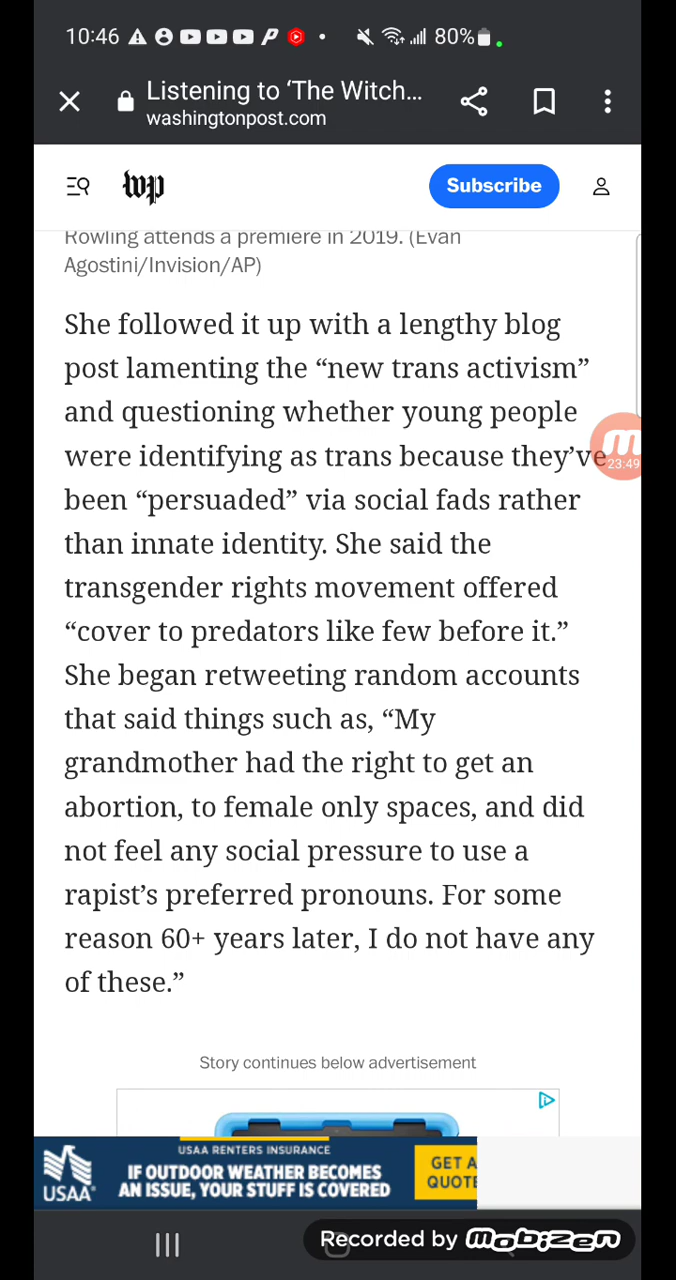 10:46 80%
Listening to ‘The Witch...
washingtonpost.com
wp
Subscribe
Rowling attends a premiere in 2019. (Evan
Agostini/Invision/AP)
She followed it up with a lengthy blog
post lamenting the “new trans activism”
and questioning whether young people
were identifying as trans because they’ve
23:49
been “persuaded” via social fads rather
than innate identity. She said the
transgender rights movement offered
“cover to predators like few before it.”
She began retweeting random accounts
that said things such as, “My
grandmother had the right to get an
abortion, to female only spaces, and did
not feel any social pressure to use a
rapist’s preferred pronouns. For some
reason 60+ years later, I do not have any
of these.”
Story continues below advertisement
USAA RENTERS INSURANCE
IF OUTDOOR WEATHER BECOMES
AN ISSUE, YOUR STUFF IS COVERED
USAA
GET A
QUOTE
Recorded by mobizen